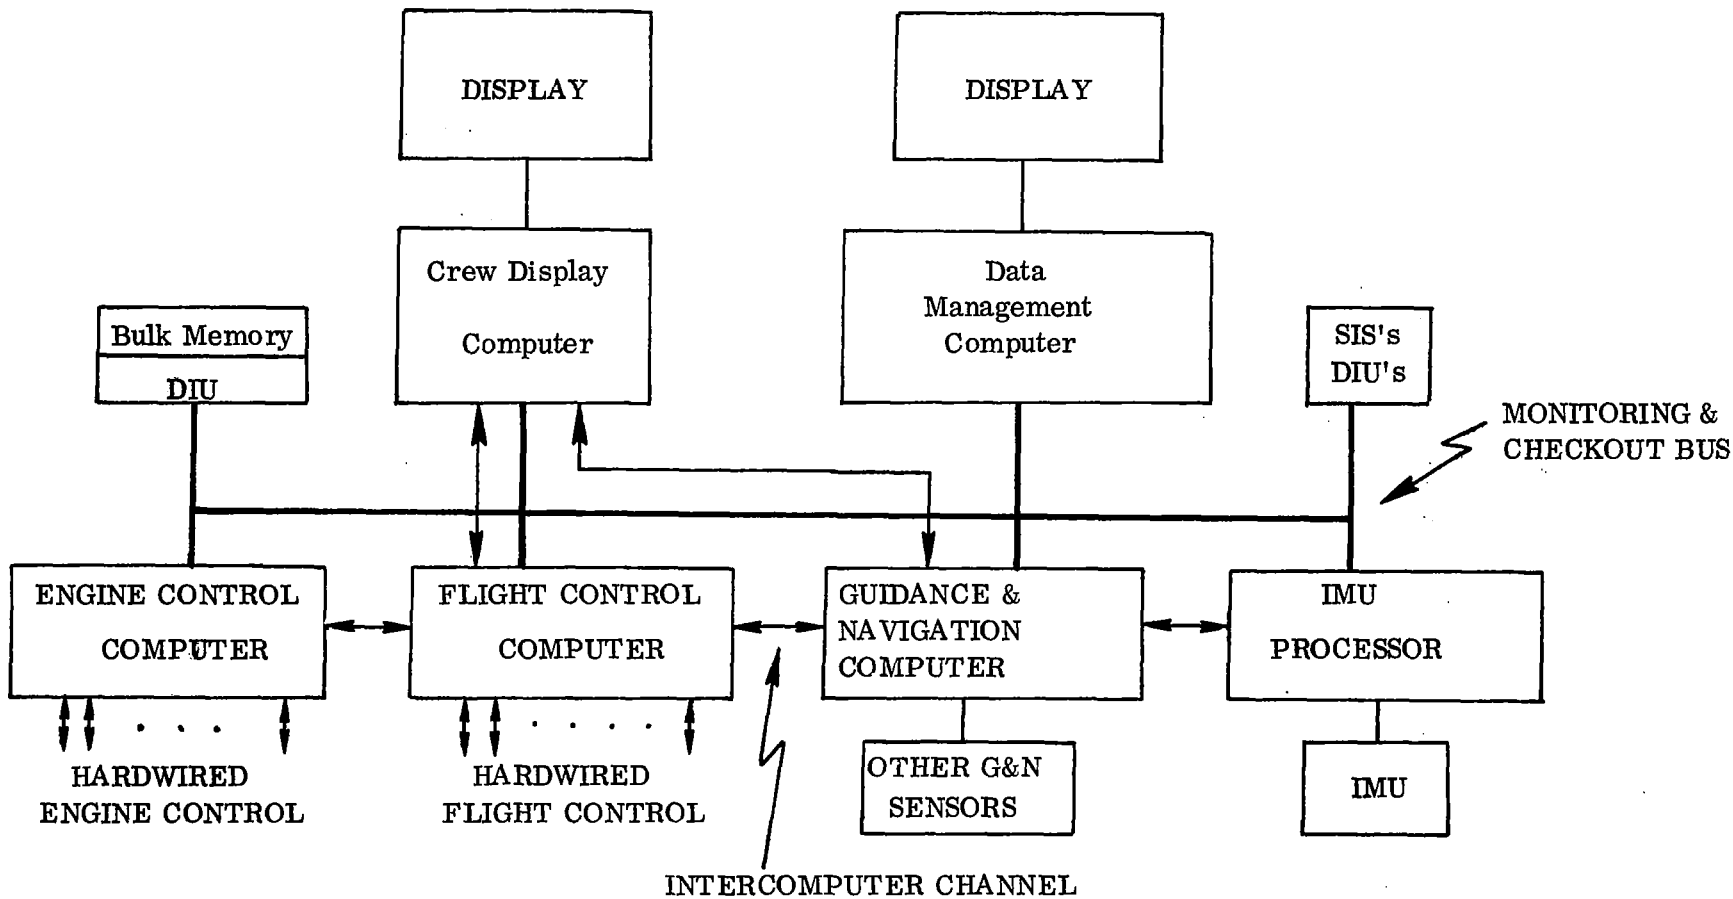 DISPLAY
DISPLAY
Crew Display
Computer
Data
Management
Computer
Bulk Memory
DIU
SIS's
DIU's
MONITORING &
CHECKOUT BUS
ENGINE CONTROL
COMPUTER
FLIGHT CONTROL
COMPUTER
GUIDANCE &
NAVIGATION
COMPUTER
IMU
PROCESSOR
HARDWIRED
ENGINE CONTROL
HARDWIRED
FLIGHT CONTROL
OTHER G&N
SENSORS
IMU
INTERCOMPUTER CHANNEL